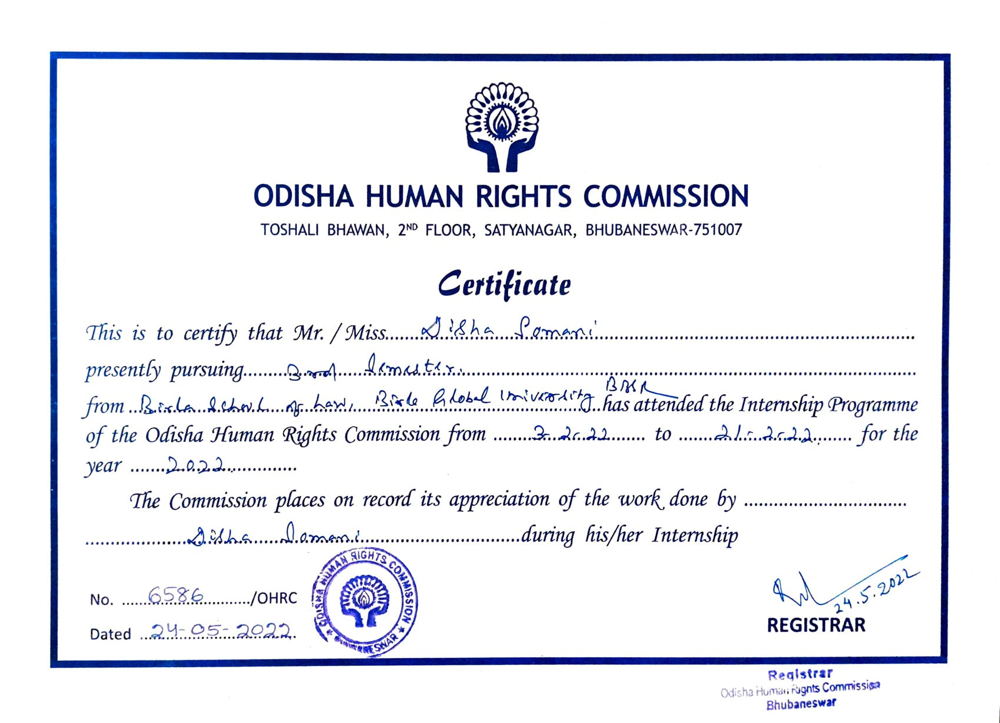 ODISHA HUMAN RIGHTS COMMISSION
TOSHALI BHAWAN, 2ND FLOOR, SATYANAGAR, BHUBANESWAR-751007
Certificate
This is to certify that Mr. / Miss......Disha Somani......
presently pursuing......3rd Semester......
from ..Birla School of Law, Birla Global University BBSR..has attended the Internship Programme
of the Odisha Human Rights Commission from ......3.2.22...... to ......21.2.22...... for the
year ......2022......
The Commission places on record its appreciation of the work done by ......
......Disha Somani......during his/her Internship
No. ......6586....../OHRC
Dated ...24-05-2022.
ODISHA HUMAN RIGHTS COMMISSION
★ BHUBANESWAR ★
24.5.2022
REGISTRAR
Registrar
Odisha Human Rights Commission
Bhubaneswar